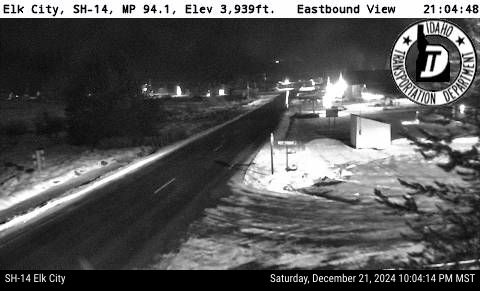 Elk City, SH-14, MP 94.1, Elev 3,939ft. Eastbound View 21:04:48
IDAHO
TRANSPORTATION DEPARTMENT
SH-14 Elk City Saturday, December 21, 2024 10:04:14 PM MST